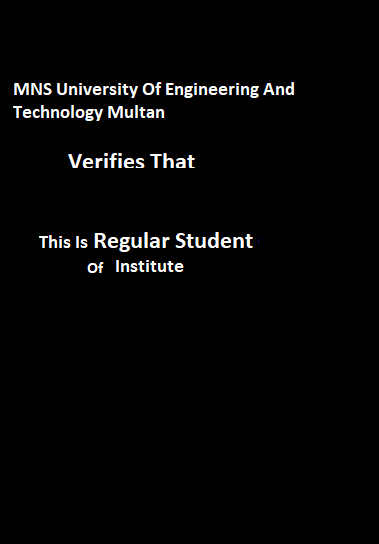 MNS University Of Engineering And
Technology Multan
Verifies That
This Is Regular Student
Of Institute